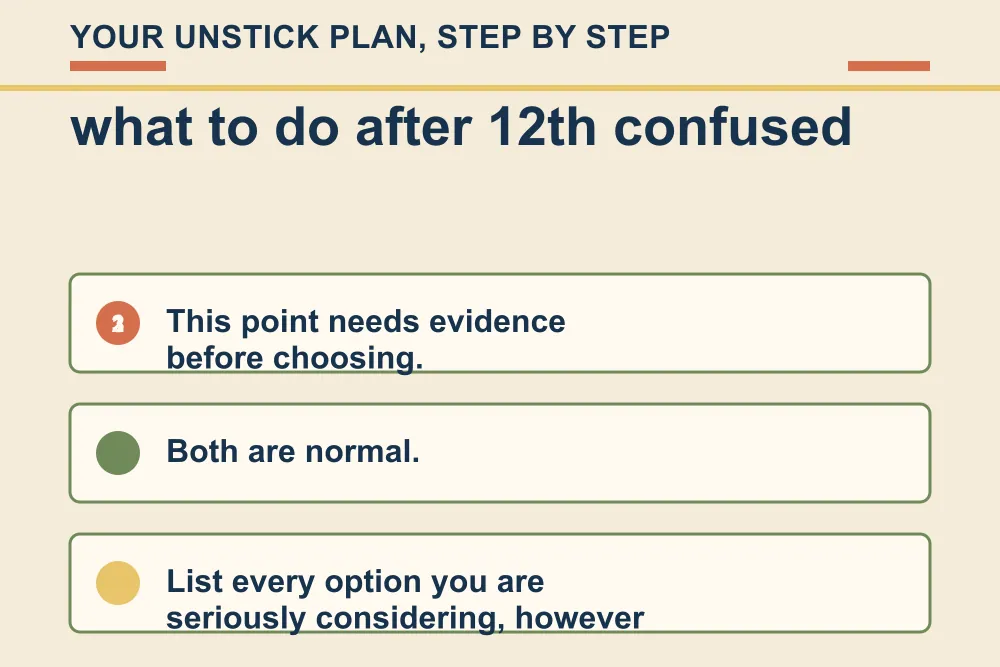 YOUR UNSTICK PLAN, STEP BY STEP
what to do after 12th confused
This point needs evidence
before choosing.
Both are normal.
List every option you are
seriously considering, however